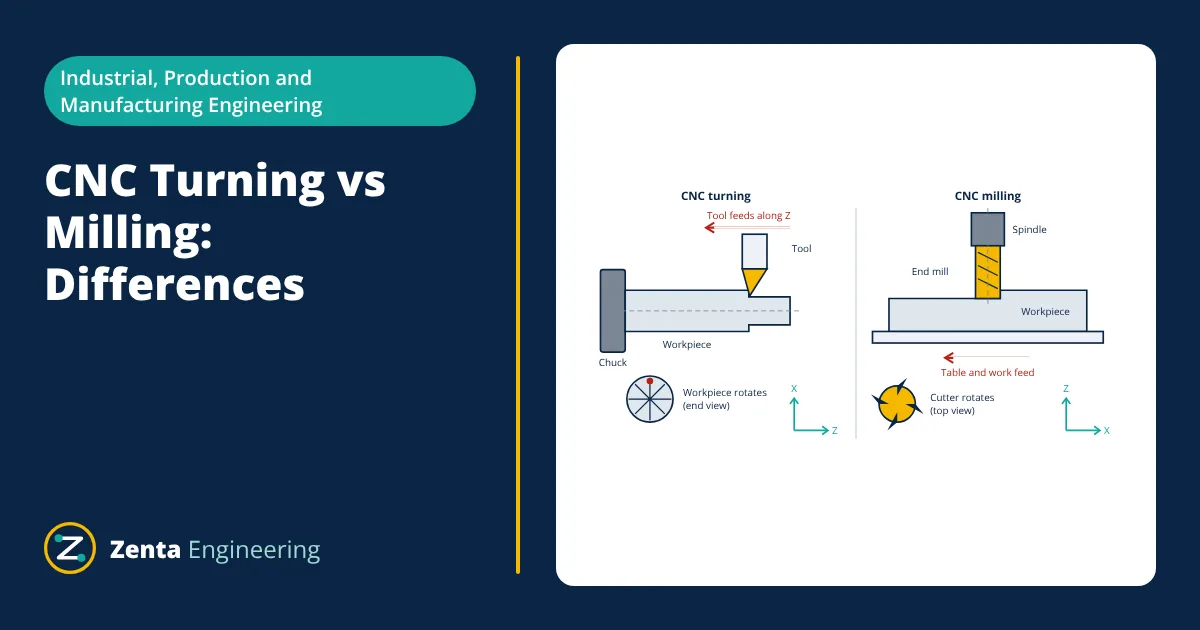 Industrial, Production and
Manufacturing Engineering
CNC Turning vs
Milling:
Differences
Zenta Engineering
CNC turning
Tool feeds along Z
Tool
Workpiece
Chuck
Workpiece rotates
(end view)
X
Z
CNC milling
Spindle
End mill
Workpiece
Table and work feed
Cutter rotates
(top view)
Z
X